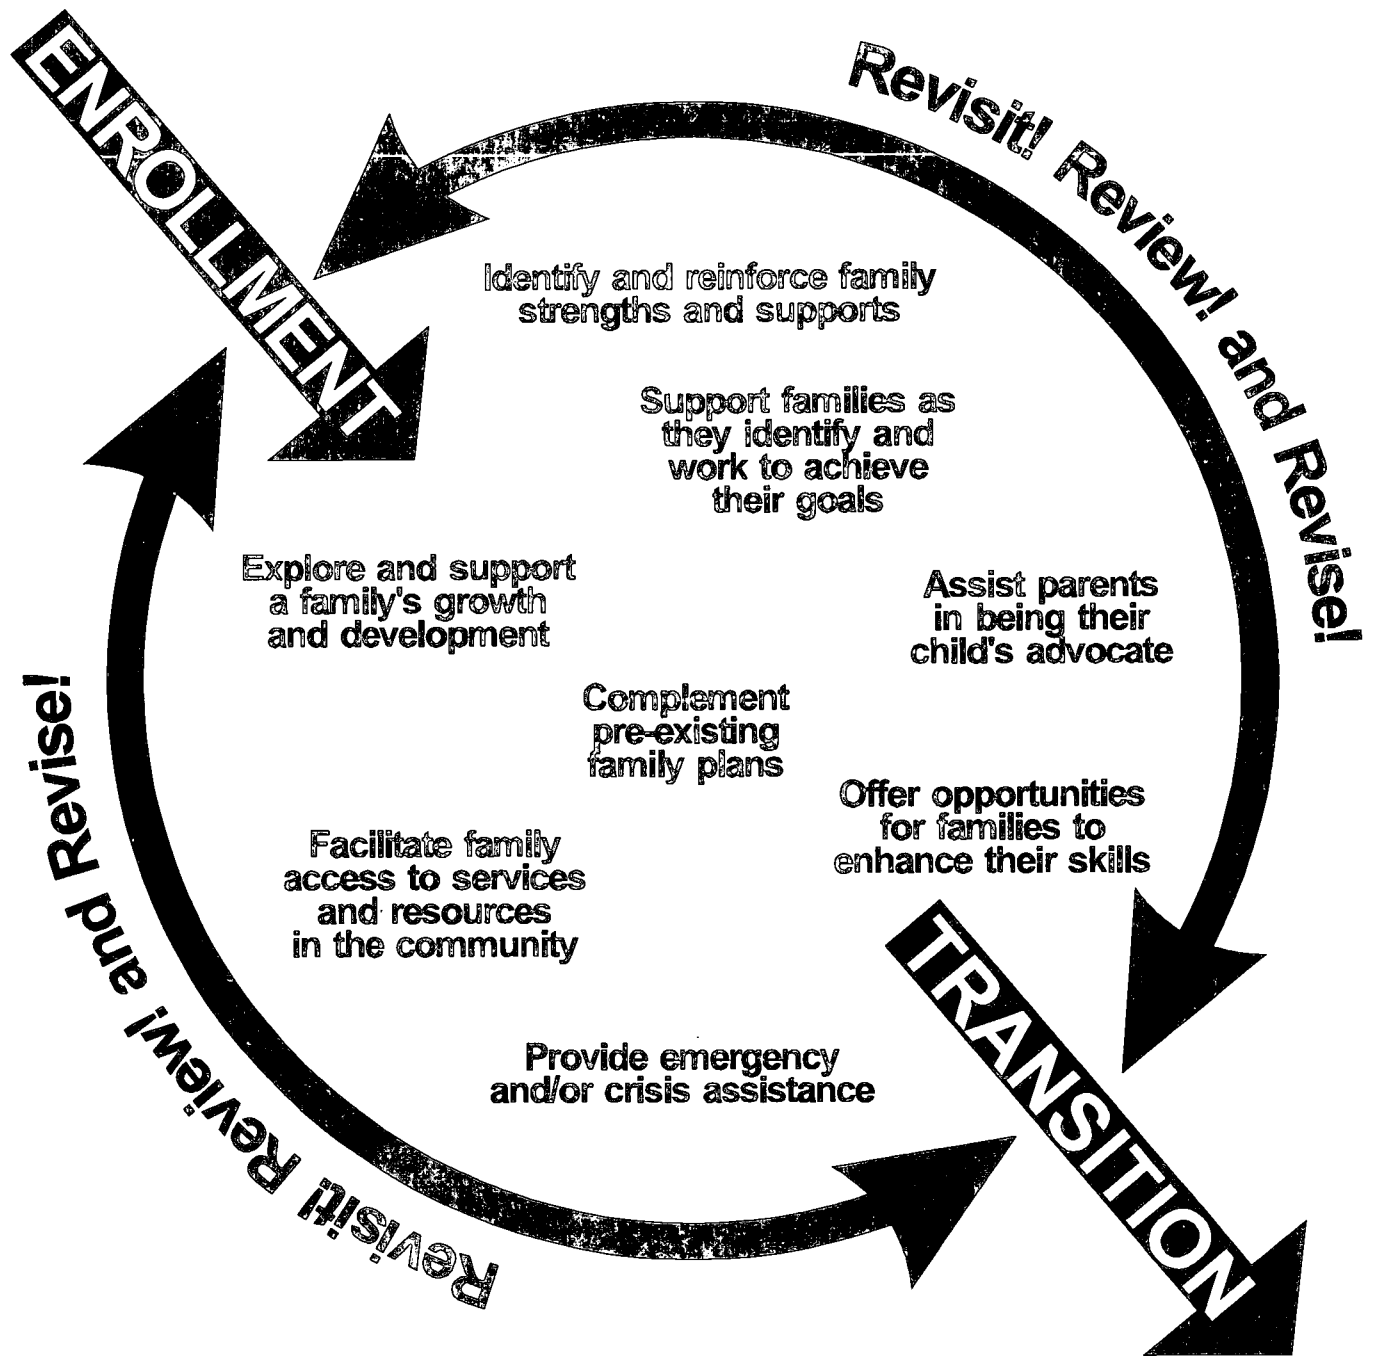 ENROLLMENT
Revisit! Review! and Revise!
Identify and reinforce family
strengths and supports
Support families as
they identify and
work to achieve
their goals
Explore and support
a family's growth
and development
Assist parents
in being their
child's advocate
Complement
pre-existing
family plans
Offer opportunities
for families to
enhance their skills
Facilitate family
access to services
and resources
in the community
Provide emergency
and/or crisis assistance
TRANSITION
Revisit! Review! and Revise!